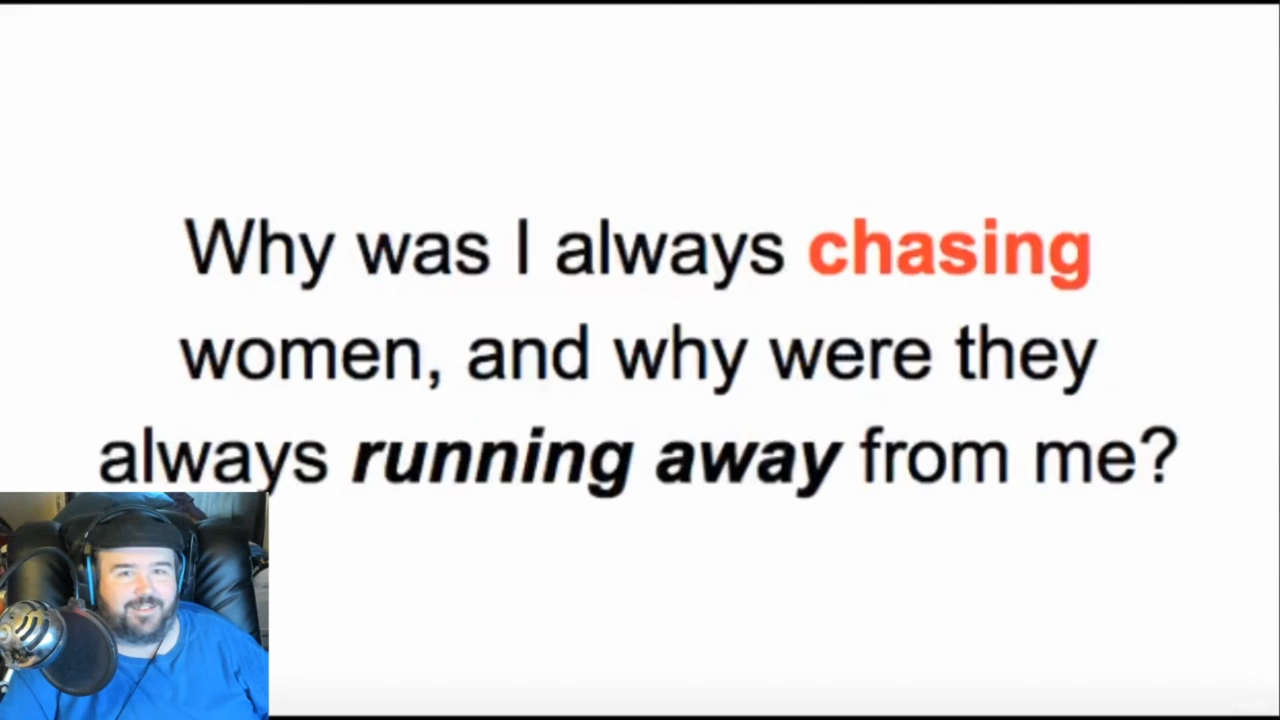 Why was I always chasing
women, and why were they
always running away from me?